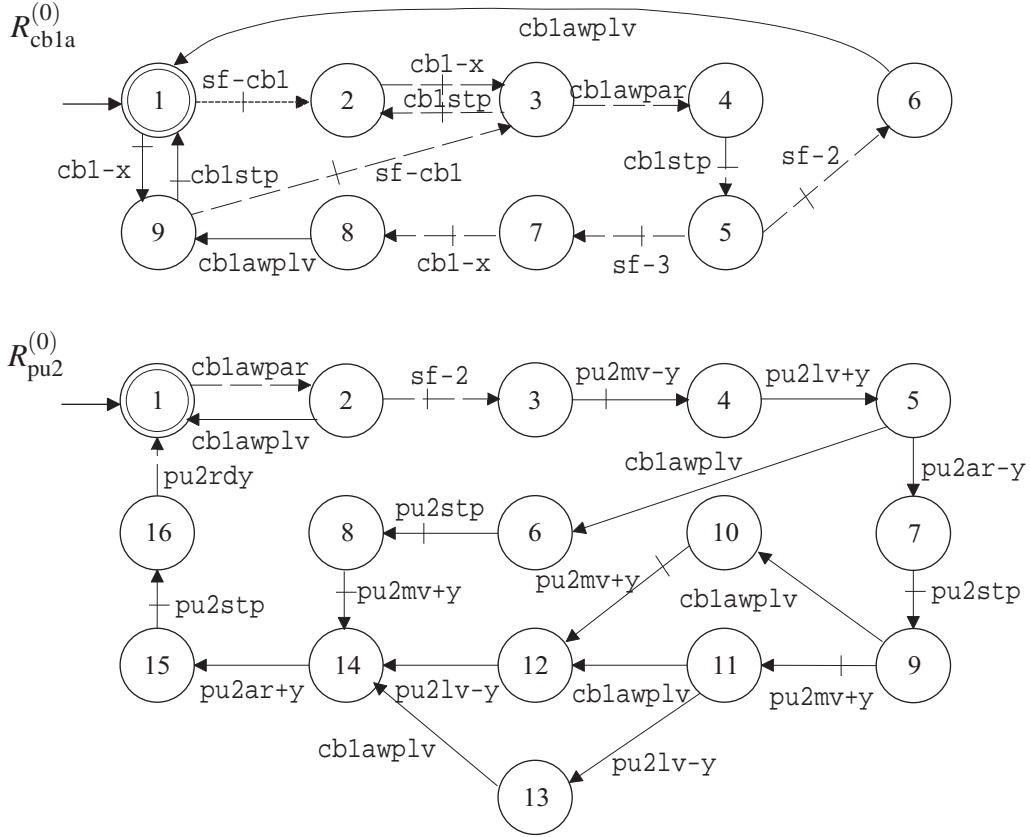 R_cb1a^(0)
cb1awplv
1 sf-cb1 2 cb1-x 3 cb1awpar 4 6
cb1stp
cb1-x cb1stp sf-cb1 cb1stp sf-2
9 8 7 5
cb1awplv cb1-x sf-3
R_pu2^(0)
cb1awpar sf-2 pu2mv-y pu2lv+y
1 2 3 4 5
cb1awplv
cb1awplv pu2ar-y
pu2rdy pu2stp
16 8 6 10 7
pu2mv+y pu2mv+y cb1awplv pu2stp
pu2stp
15 14 12 11 9
pu2ar+y pu2lv-y cb1awplv pu2mv+y
cb1awplv pu2lv-y
13